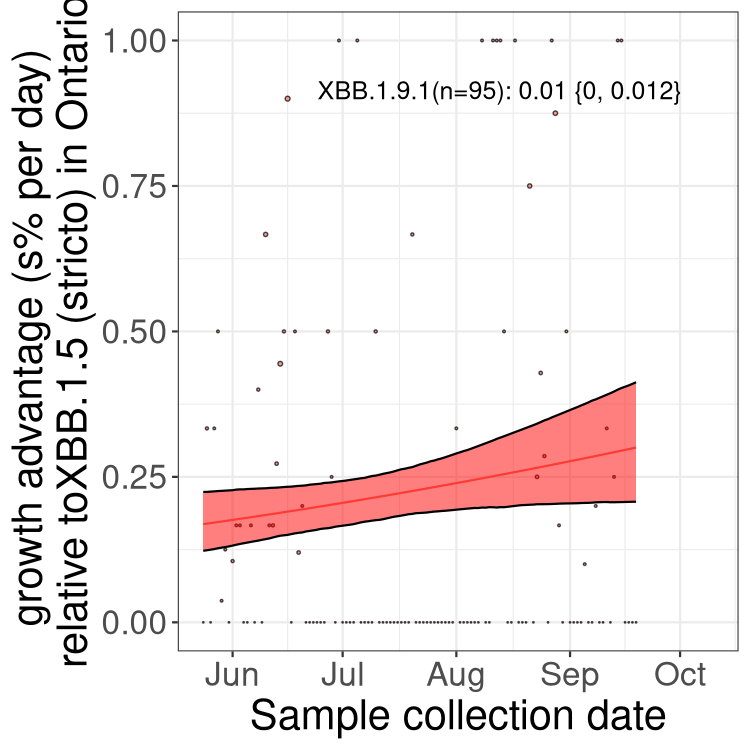 growth advantage (s% per day)
relative toXBB.1.5 (stricto) in Ontario
1.00
XBB.1.9.1(n=95): 0.01 {0, 0.012}
0.75
0.50
0.25
0.00
Jun Jul Aug Sep Oct
Sample collection date